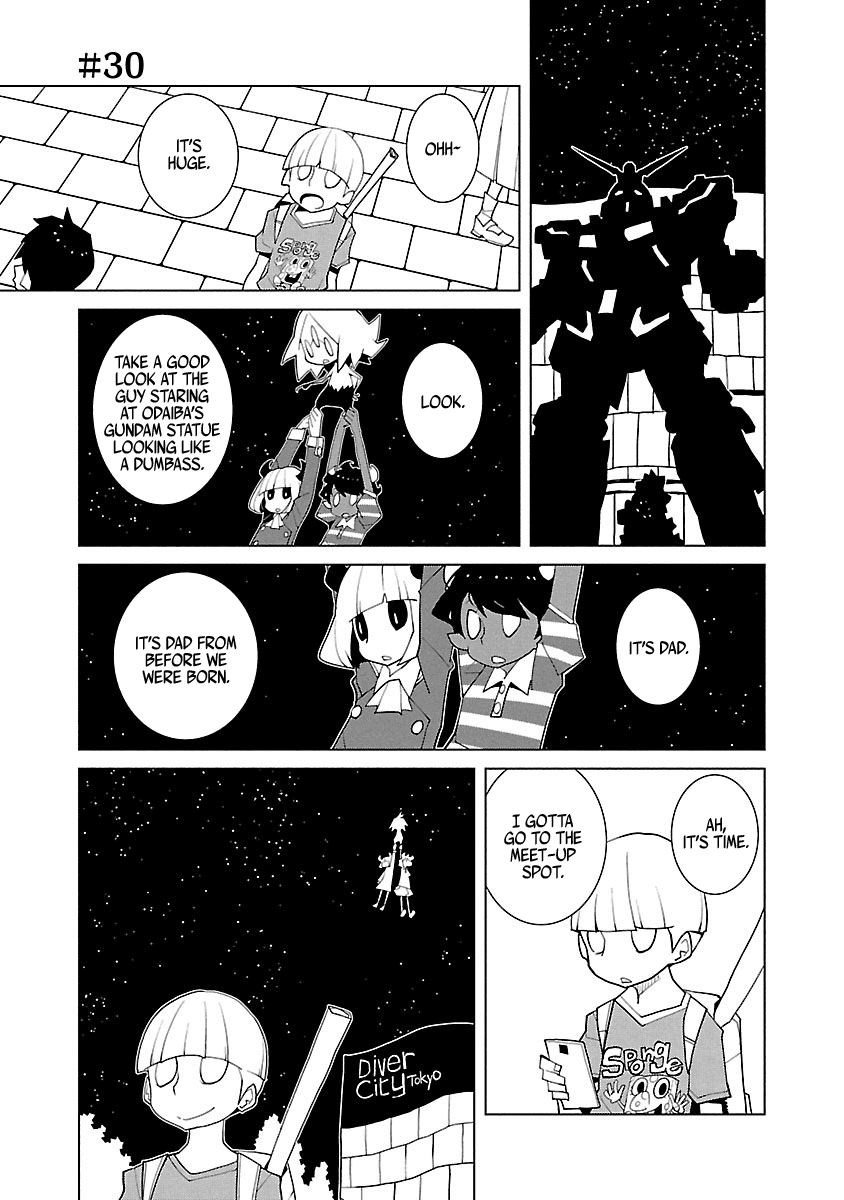 #30
OHH~
IT'S
HUGE.
Sponge
LOOK.
TAKE A GOOD
LOOK AT THE
GUY STARING
AT ODAIBA'S
GUNDAM STATUE
LOOKING LIKE
A DUMBASS.
IT'S DAD.
IT'S DAD FROM
BEFORE WE
WERE BORN.
AH,
IT'S TIME.
I GOTTA
GO TO THE
MEET-UP
SPOT.
Sponge
DiVer
CiTy Tokyo